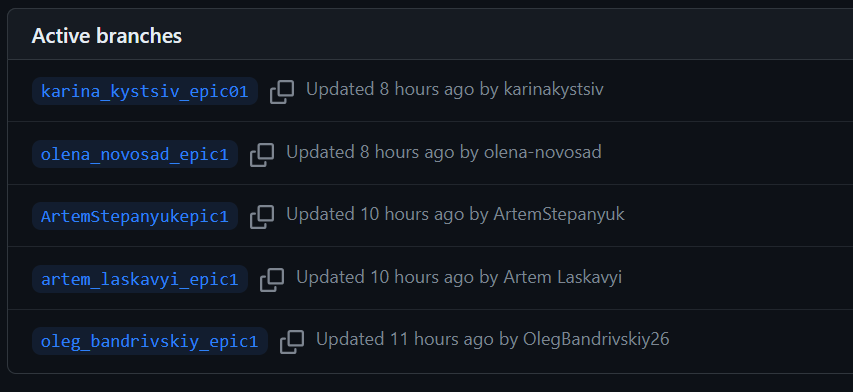 Active branches
karina_kystsiv_epic01 Updated 8 hours ago by karinakystsiv
olena_novosad_epic1 Updated 8 hours ago by olena-novosad
ArtemStepanyukepic1 Updated 10 hours ago by ArtemStepanyuk
artem_laskavyi_epic1 Updated 10 hours ago by Artem Laskavyi
oleg_bandrivskiy_epic1 Updated 11 hours ago by OlegBandrivskiy26